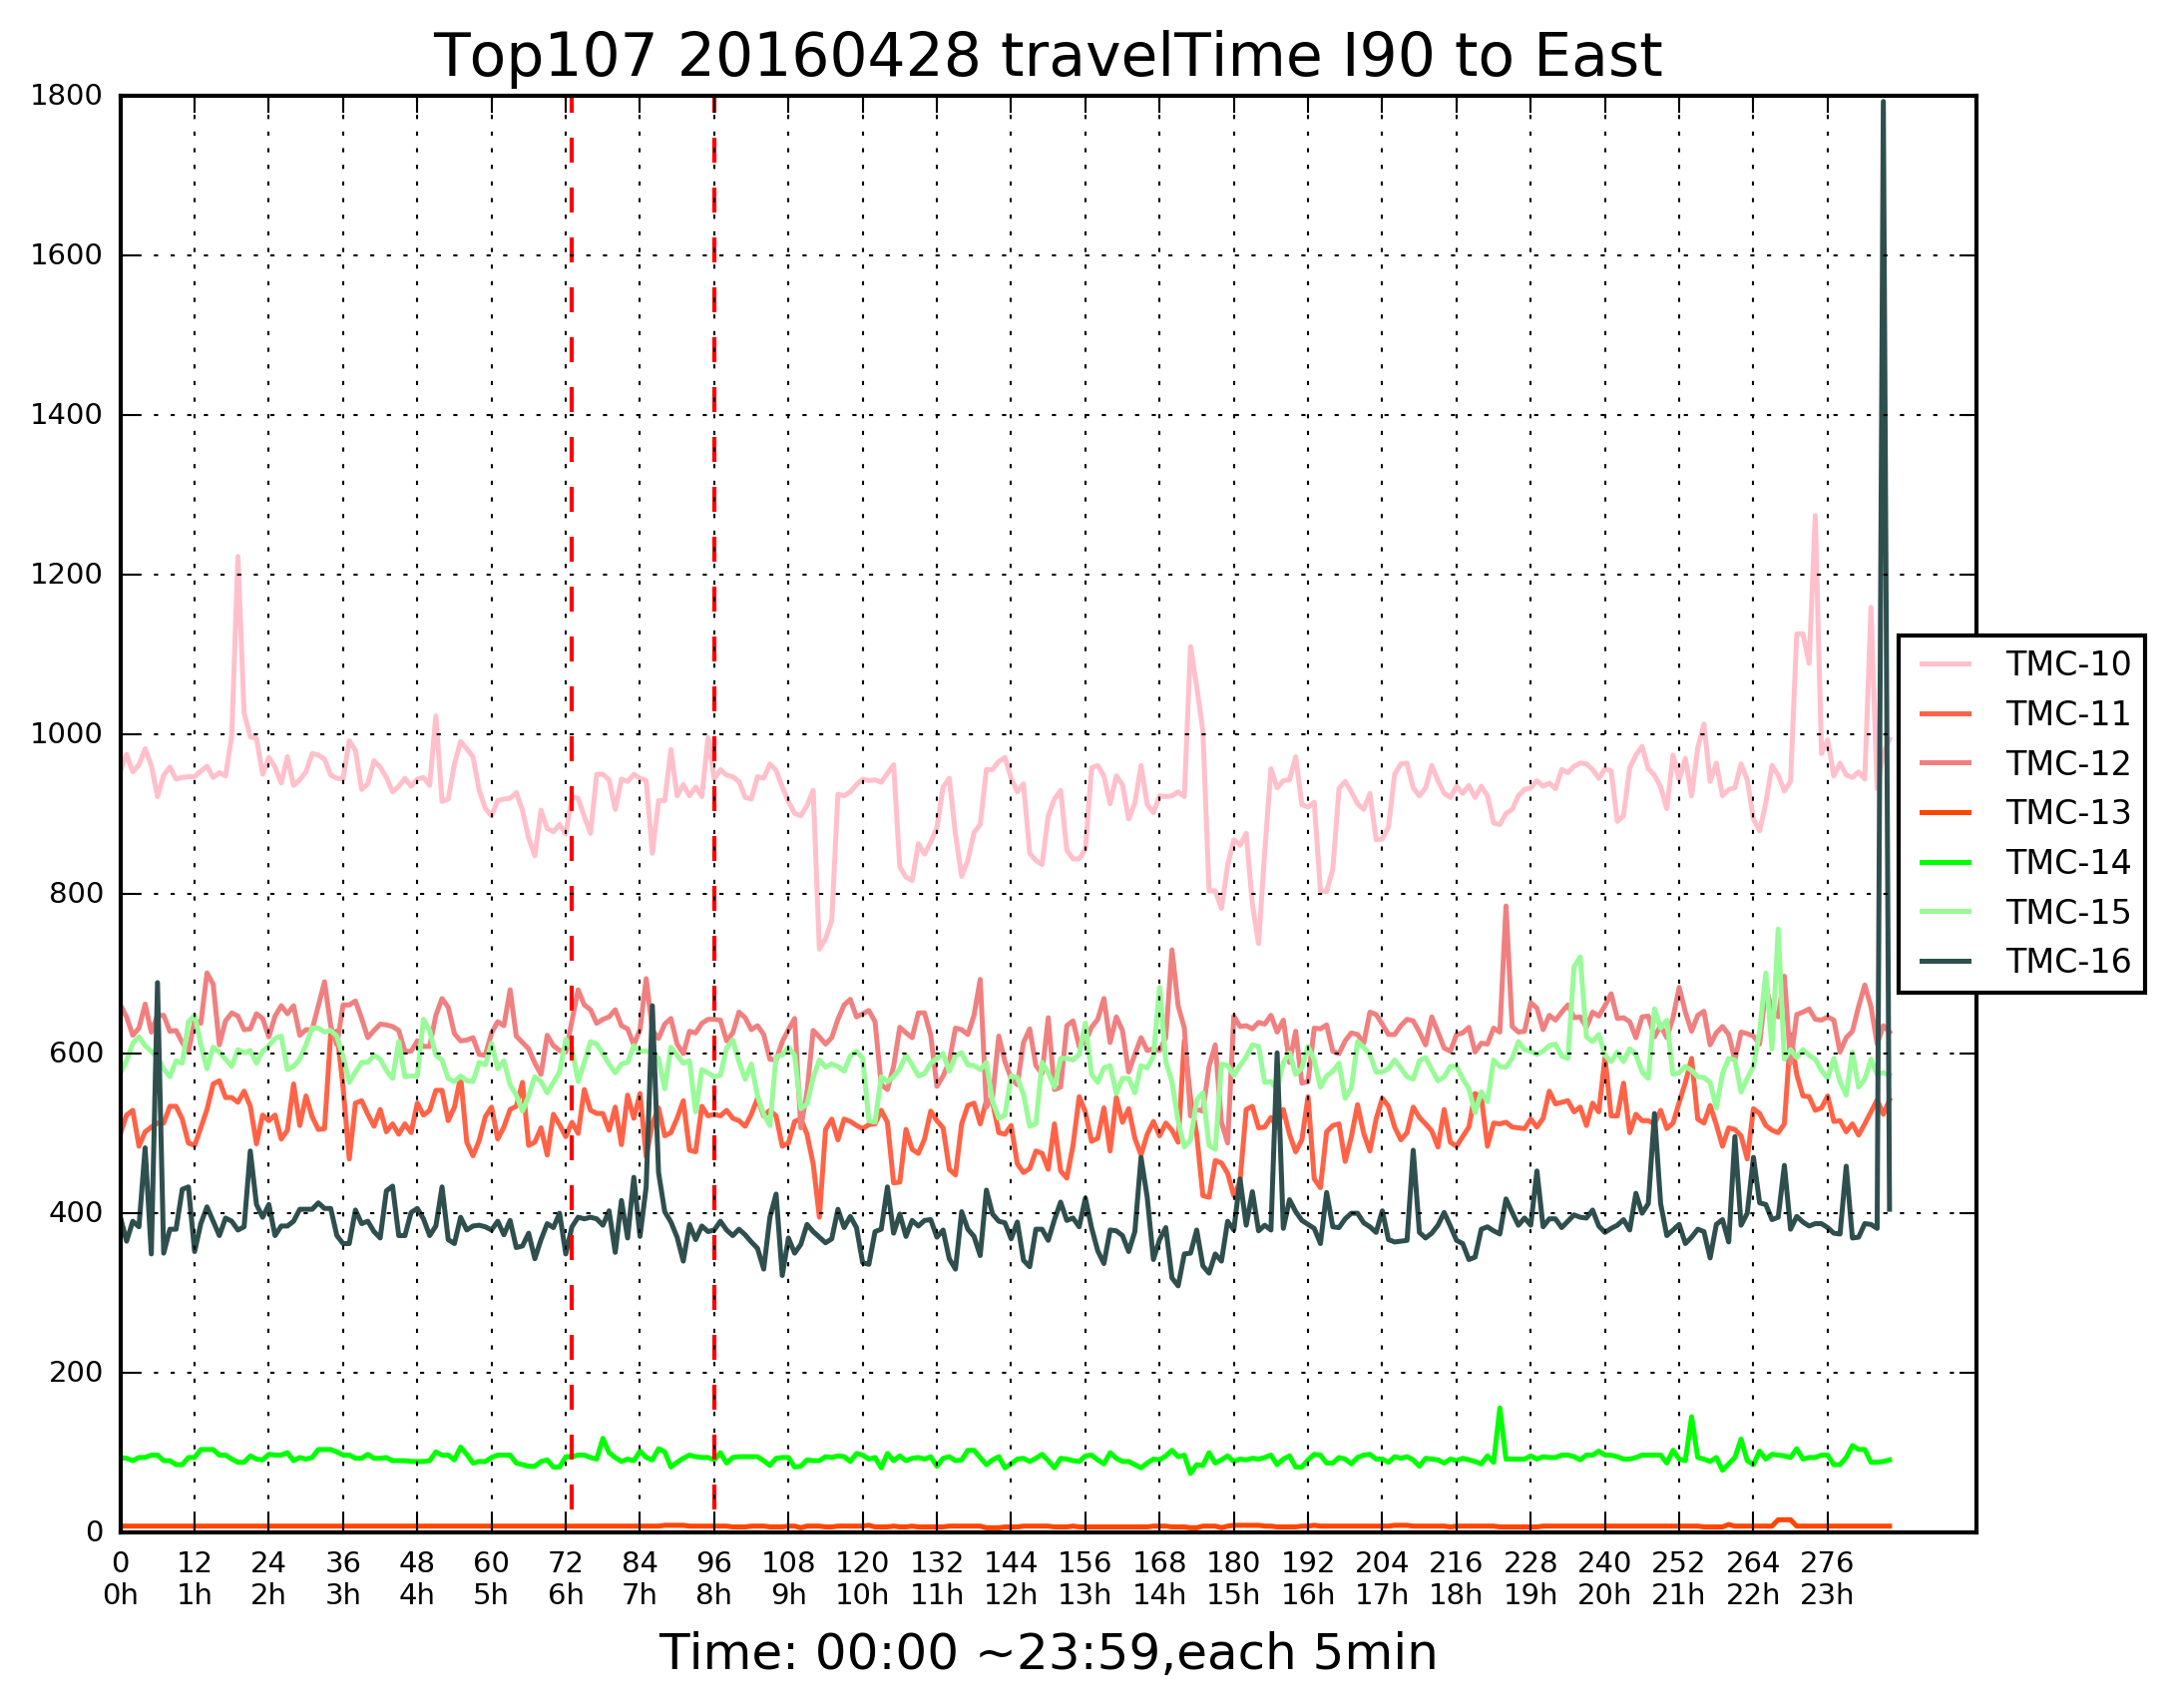 Top107 20160428 travelTime I90 to East
1800
1600
1400
1200
1000
800
600
400
200
0
TMC-10
TMC-11
TMC-12
TMC-13
TMC-14
TMC-15
TMC-16
0 12 24 36 48 60 72 84 96 108 120 132 144 156 168 180 192 204 216 228 240 252 264 276
0h 1h 2h 3h 4h 5h 6h 7h 8h 9h 10h 11h 12h 13h 14h 15h 16h 17h 18h 19h 20h 21h 22h 23h
Time: 00:00 ~23:59,each 5min